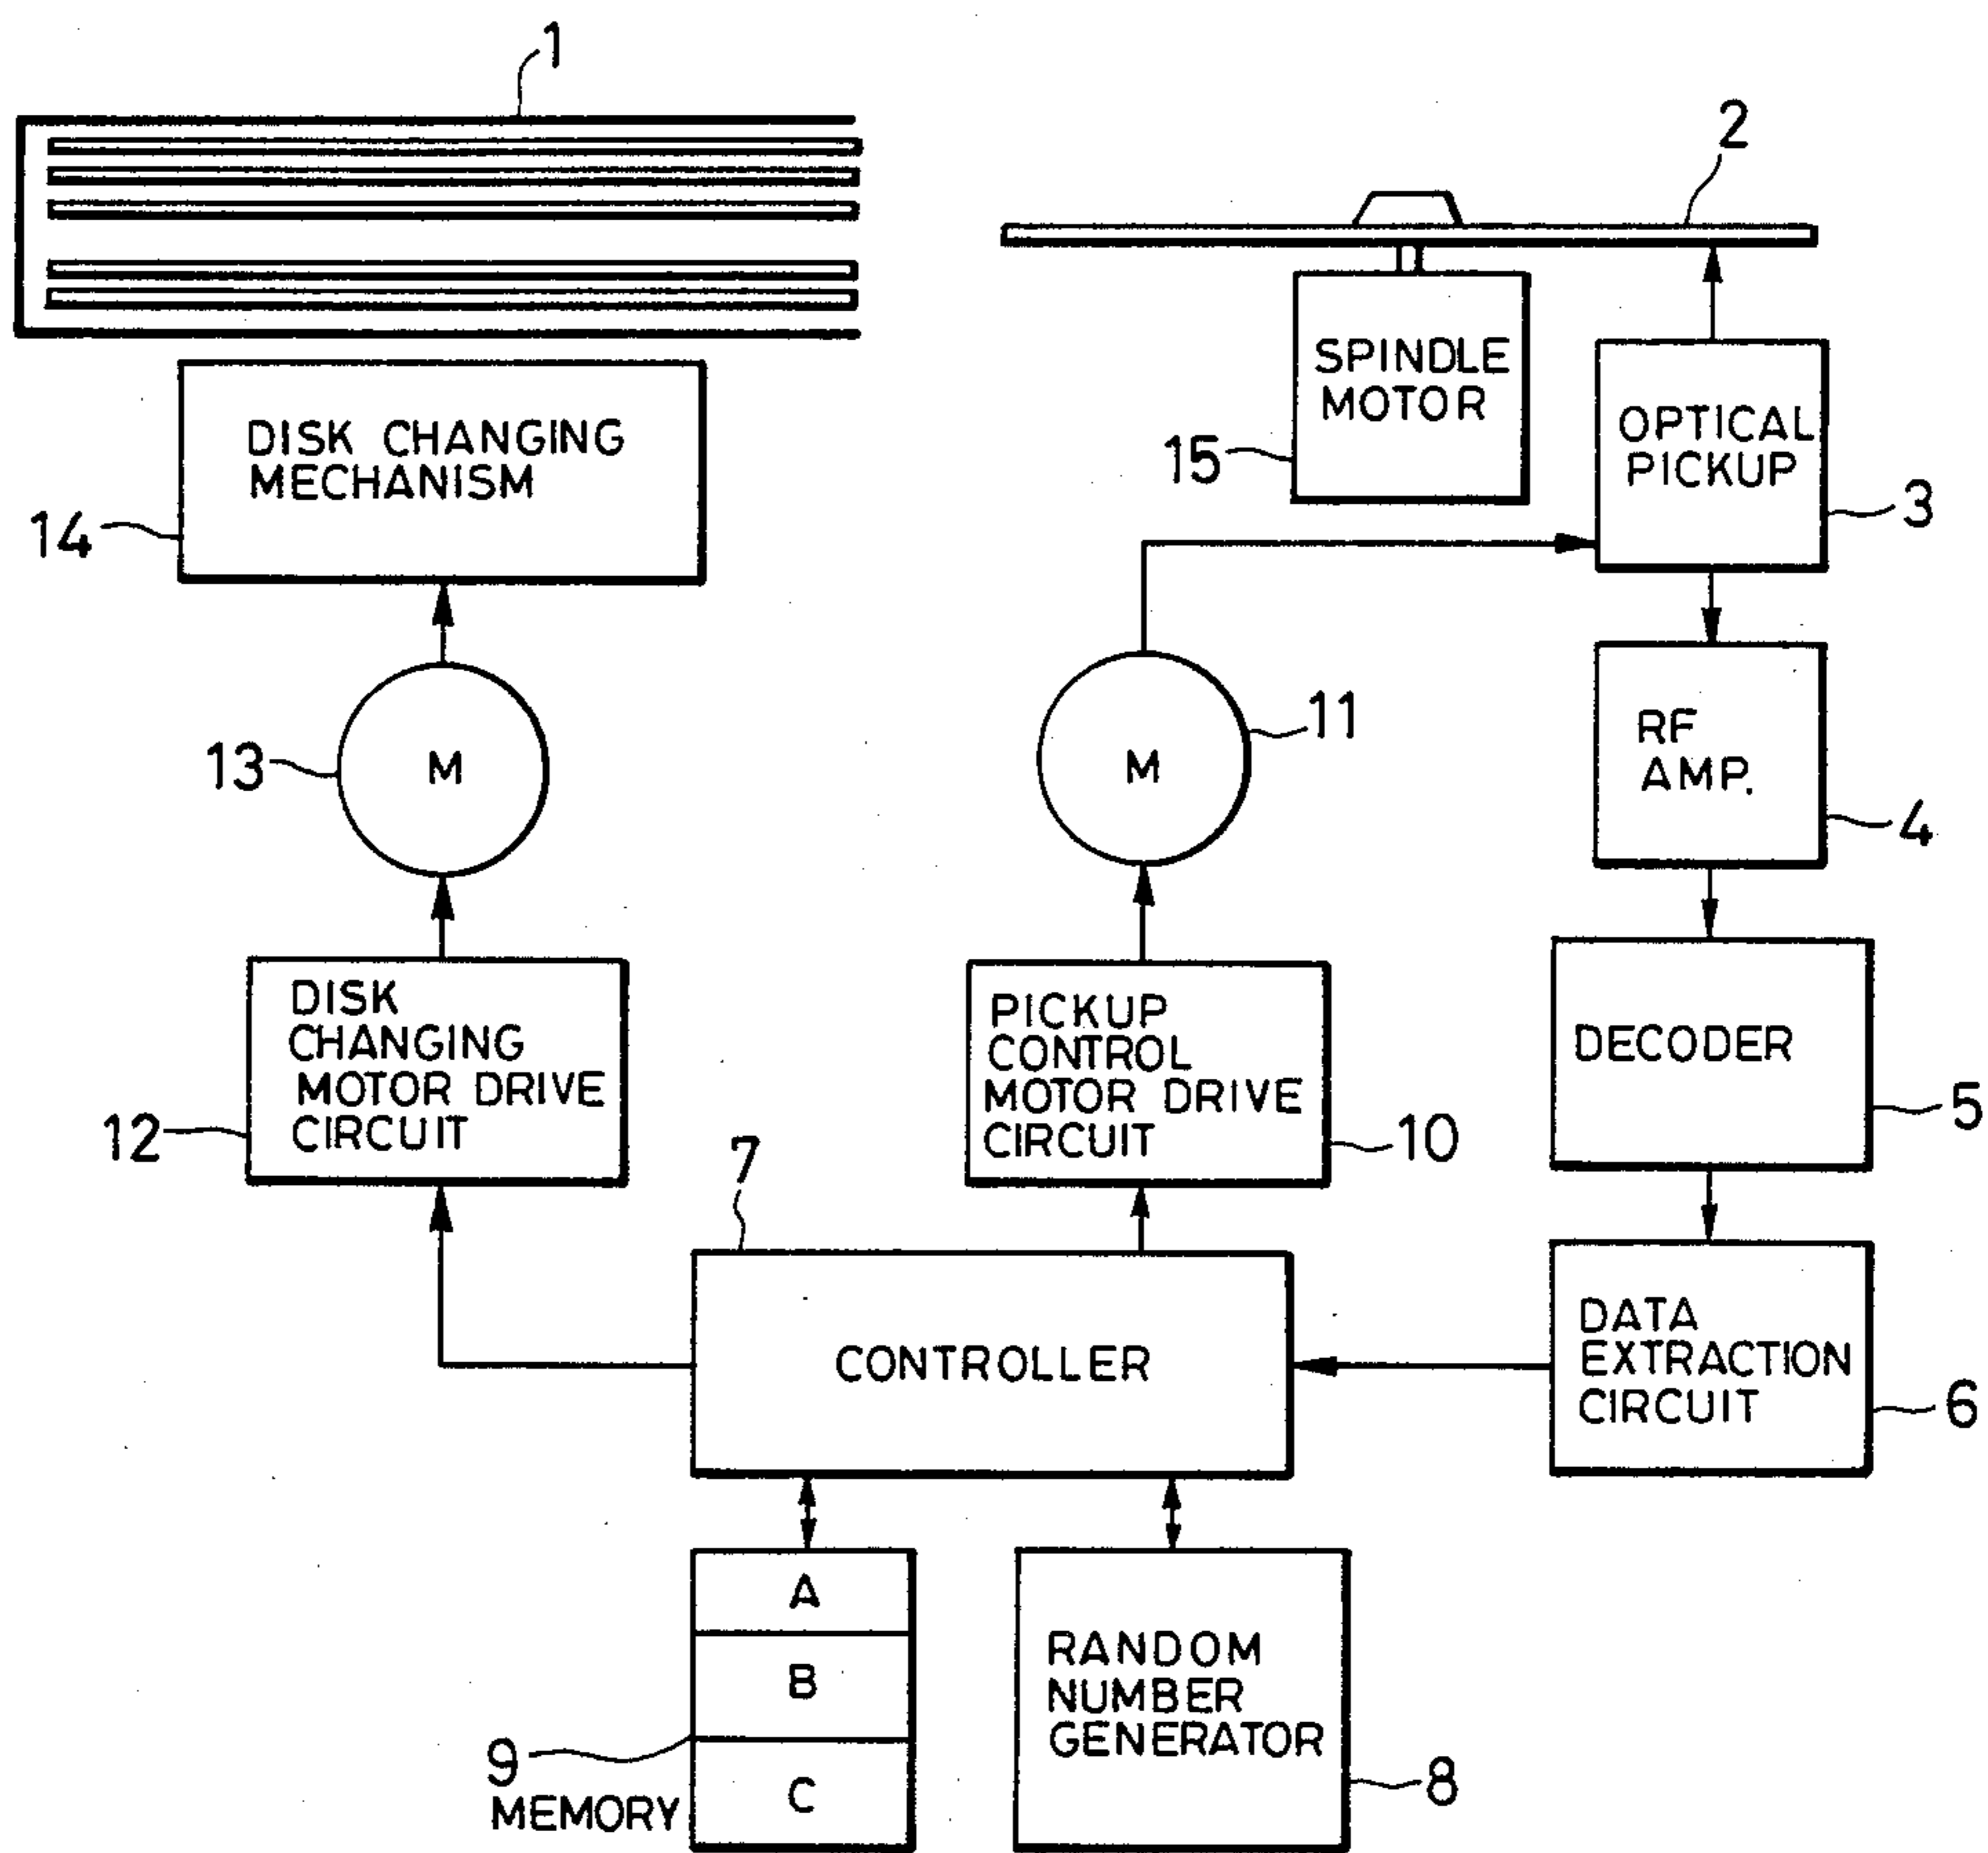 1
2
SPINDLE
MOTOR
15
OPTICAL
PICKUP
3
DISK CHANGING
MECHANISM
14
M
13
M
11
RF
AMP.
4
DISK
CHANGING
MOTOR DRIVE
CIRCUIT
12
PICKUP
CONTROL
MOTOR DRIVE
CIRCUIT
10
DECODER
5
7
CONTROLLER
DATA
EXTRACTION
CIRCUIT
6
A
B
C
9
MEMORY
RANDOM
NUMBER
GENERATOR
8